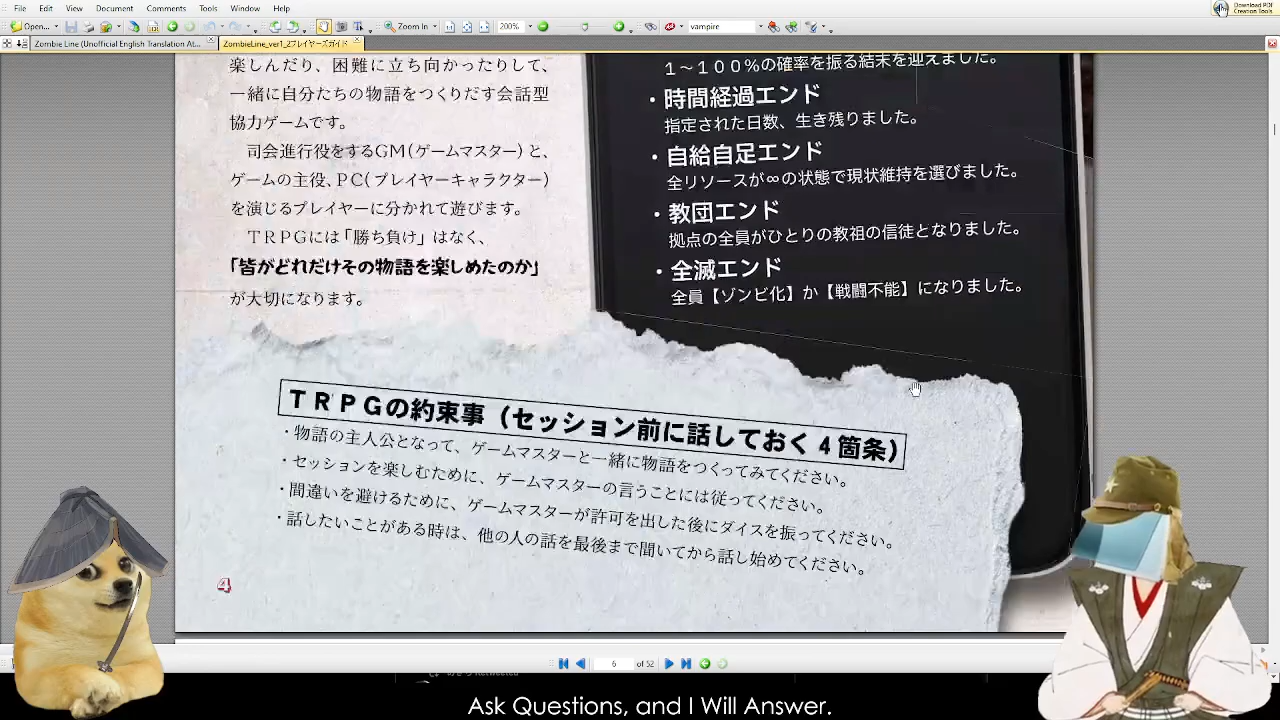 File Edit View Document Comments Tools Window Help
Download PDF
Creation Tools
Open...
Zoom In
200%
vampire
Zombie Line (Unofficial English Translation At...
ZombieLine_ver1_2プレイヤーズガイド
楽しんだり、困難に立ち向かったりして、
一緒に自分たちの物語をつくりだす会話型
協力ゲームです。
司会進行役をするGM(ゲームマスター)と、
ゲームの主役、PC(プレイヤーキャラクター)
を演じるプレイヤーに分かれて遊びます。
TRPGには「勝ち負け」はなく、
「皆がどれだけその物語を楽しめたのか」
が大切になります。
1~100%の確率を振る結末を迎えました。
・時間経過エンド
指定された日数、生き残りました。
・自給自足エンド
全リソースが∞の状態で現状維持を選びました。
・教団エンド
拠点の全員がひとりの教祖の信徒となりました。
・全滅エンド
全員【ゾンビ化】か【戦闘不能】になりました。
TRPGの約束事(セッション前に話しておく4箇条)
・物語の主人公となって、ゲームマスターと一緒に物語をつくってみてください。
・セッションを楽しむために、ゲームマスターの言うことには従ってください。
・間違いを避けるために、ゲームマスターが許可を出した後にダイスを振ってください。
・話したいことがある時は、他の人の話を最後まで聞いてから話し始めてください。
4
6 of 52
Ask Questions, and I Will Answer.